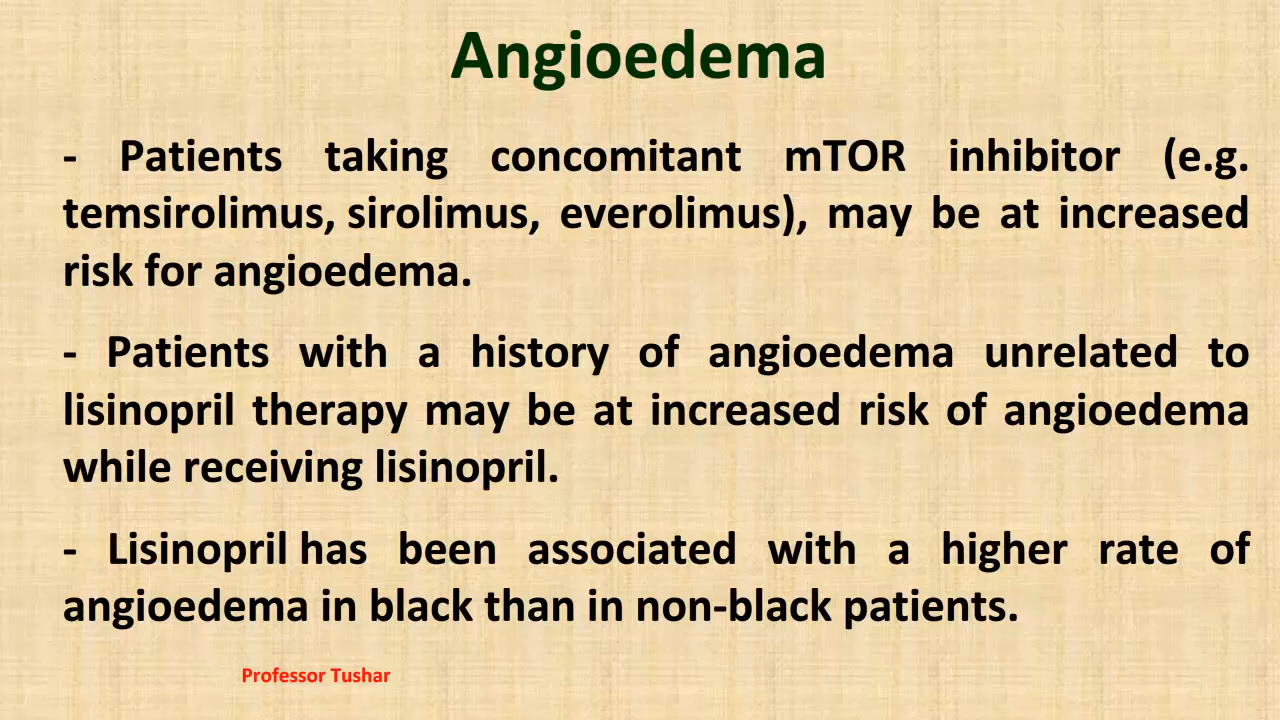 Angioedema
- Patients taking concomitant mTOR inhibitor (e.g.
temsirolimus, sirolimus, everolimus), may be at increased
risk for angioedema.
- Patients with a history of angioedema unrelated to
lisinopril therapy may be at increased risk of angioedema
while receiving lisinopril.
- Lisinopril has been associated with a higher rate of
angioedema in black than in non-black patients.
Professor Tushar